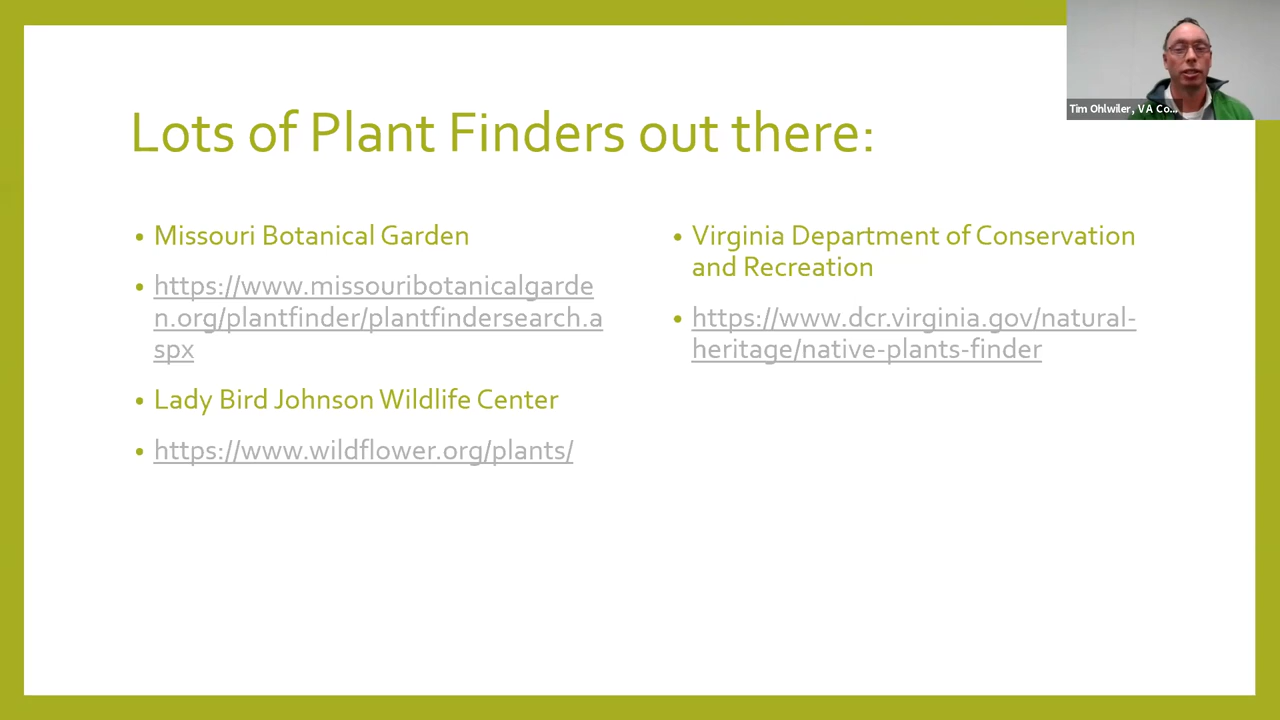 Lots of Plant Finders out there:
Tim Ohlwiler, VA Co...
• Missouri Botanical Garden
• https://www.missouribotanicalgarde
n.org/plantfinder/plantfindersearch.a
spx
• Lady Bird Johnson Wildlife Center
• https://www.wildflower.org/plants/
• Virginia Department of Conservation
and Recreation
• https://www.dcr.virginia.gov/natural-
heritage/native-plants-finder